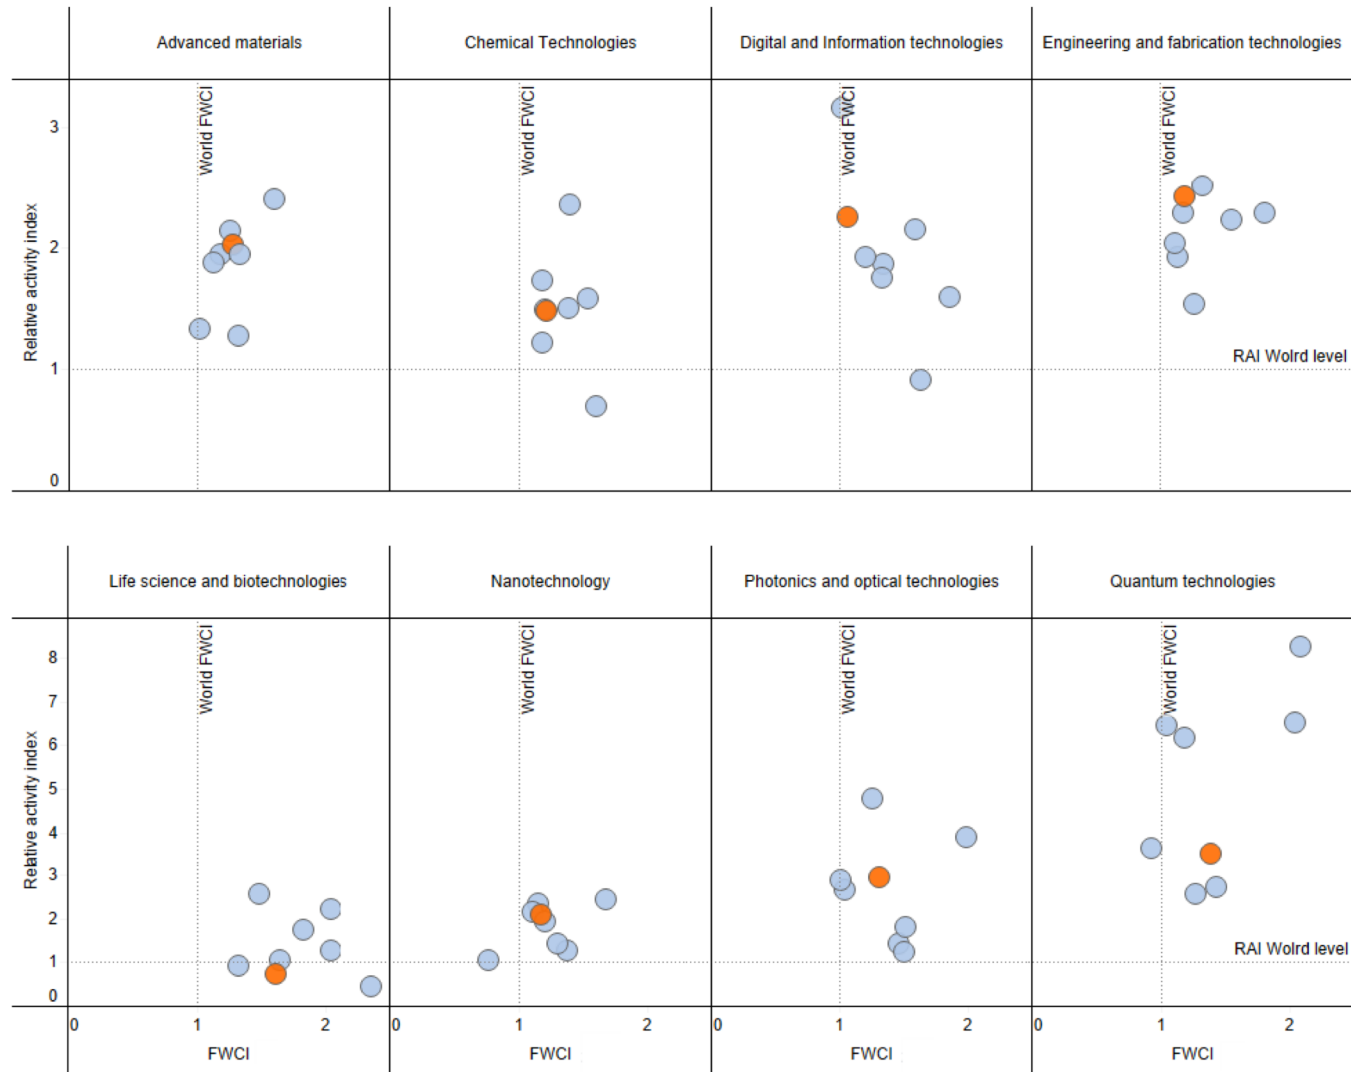 Advanced materials
Chemical Technologies
Digital and Information technologies
Engineering and fabrication technologies
World FWCI
World FWCI
World FWCI
World FWCI
Relative activity index
3
2
1
0
RAI Wolrd level
Life science and biotechnologies
Nanotechnology
Photonics and optical technologies
Quantum technologies
World FWCI
World FWCI
World FWCI
World FWCI
Relative activity index
8
7
6
5
4
3
2
1
0
RAI Wolrd level
0 1 2 0 1 2 0 1 2 0 1 2
FWCI FWCI FWCI FWCI